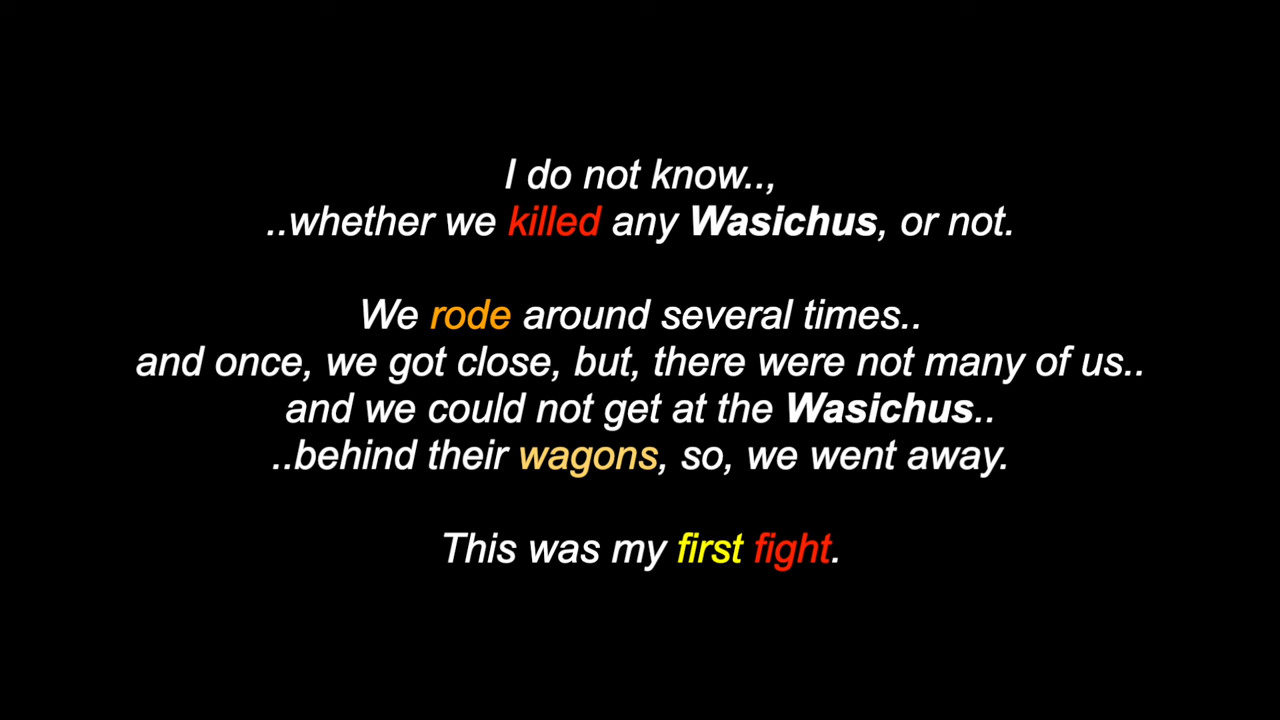 I do not know..,
..whether we killed any Wasichus, or not.
We rode around several times..
and once, we got close, but, there were not many of us..
and we could not get at the Wasichus..
..behind their wagons, so, we went away.
This was my first fight.